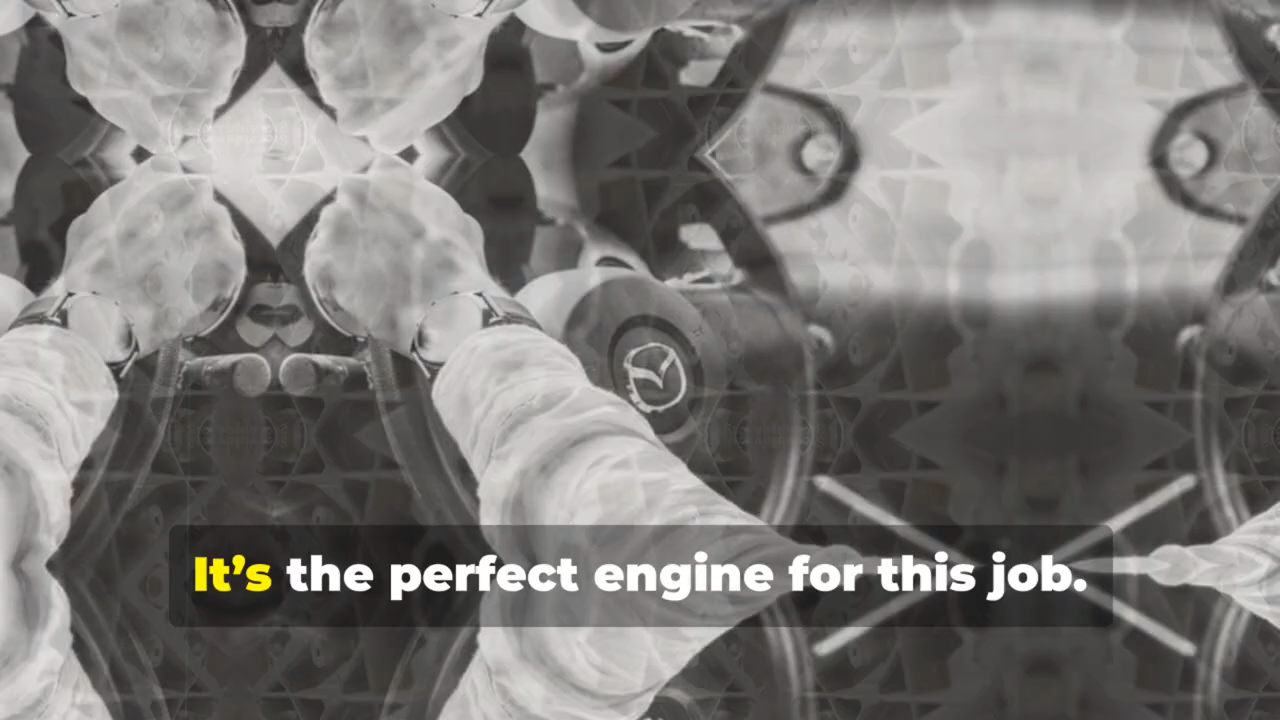 It’s the perfect engine for this job.